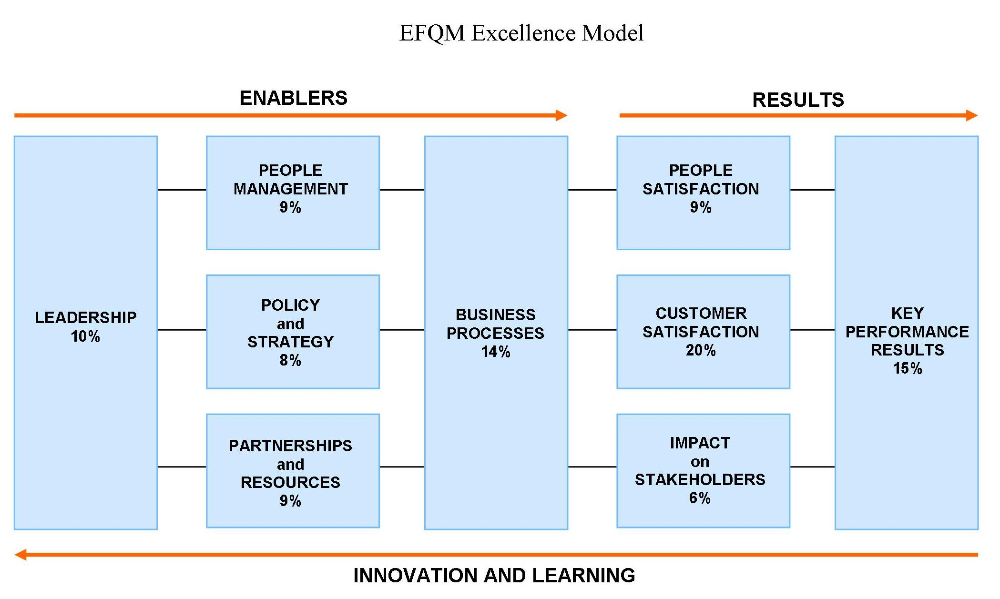 EFQM Excellence Model
ENABLERS
RESULTS
LEADERSHIP
10%
PEOPLE
MANAGEMENT
9%
POLICY
and
STRATEGY
8%
PARTNERSHIPS
and
RESOURCES
9%
BUSINESS
PROCESSES
14%
PEOPLE
SATISFACTION
9%
CUSTOMER
SATISFACTION
20%
IMPACT
on
STAKEHOLDERS
6%
KEY
PERFORMANCE
RESULTS
15%
INNOVATION AND LEARNING